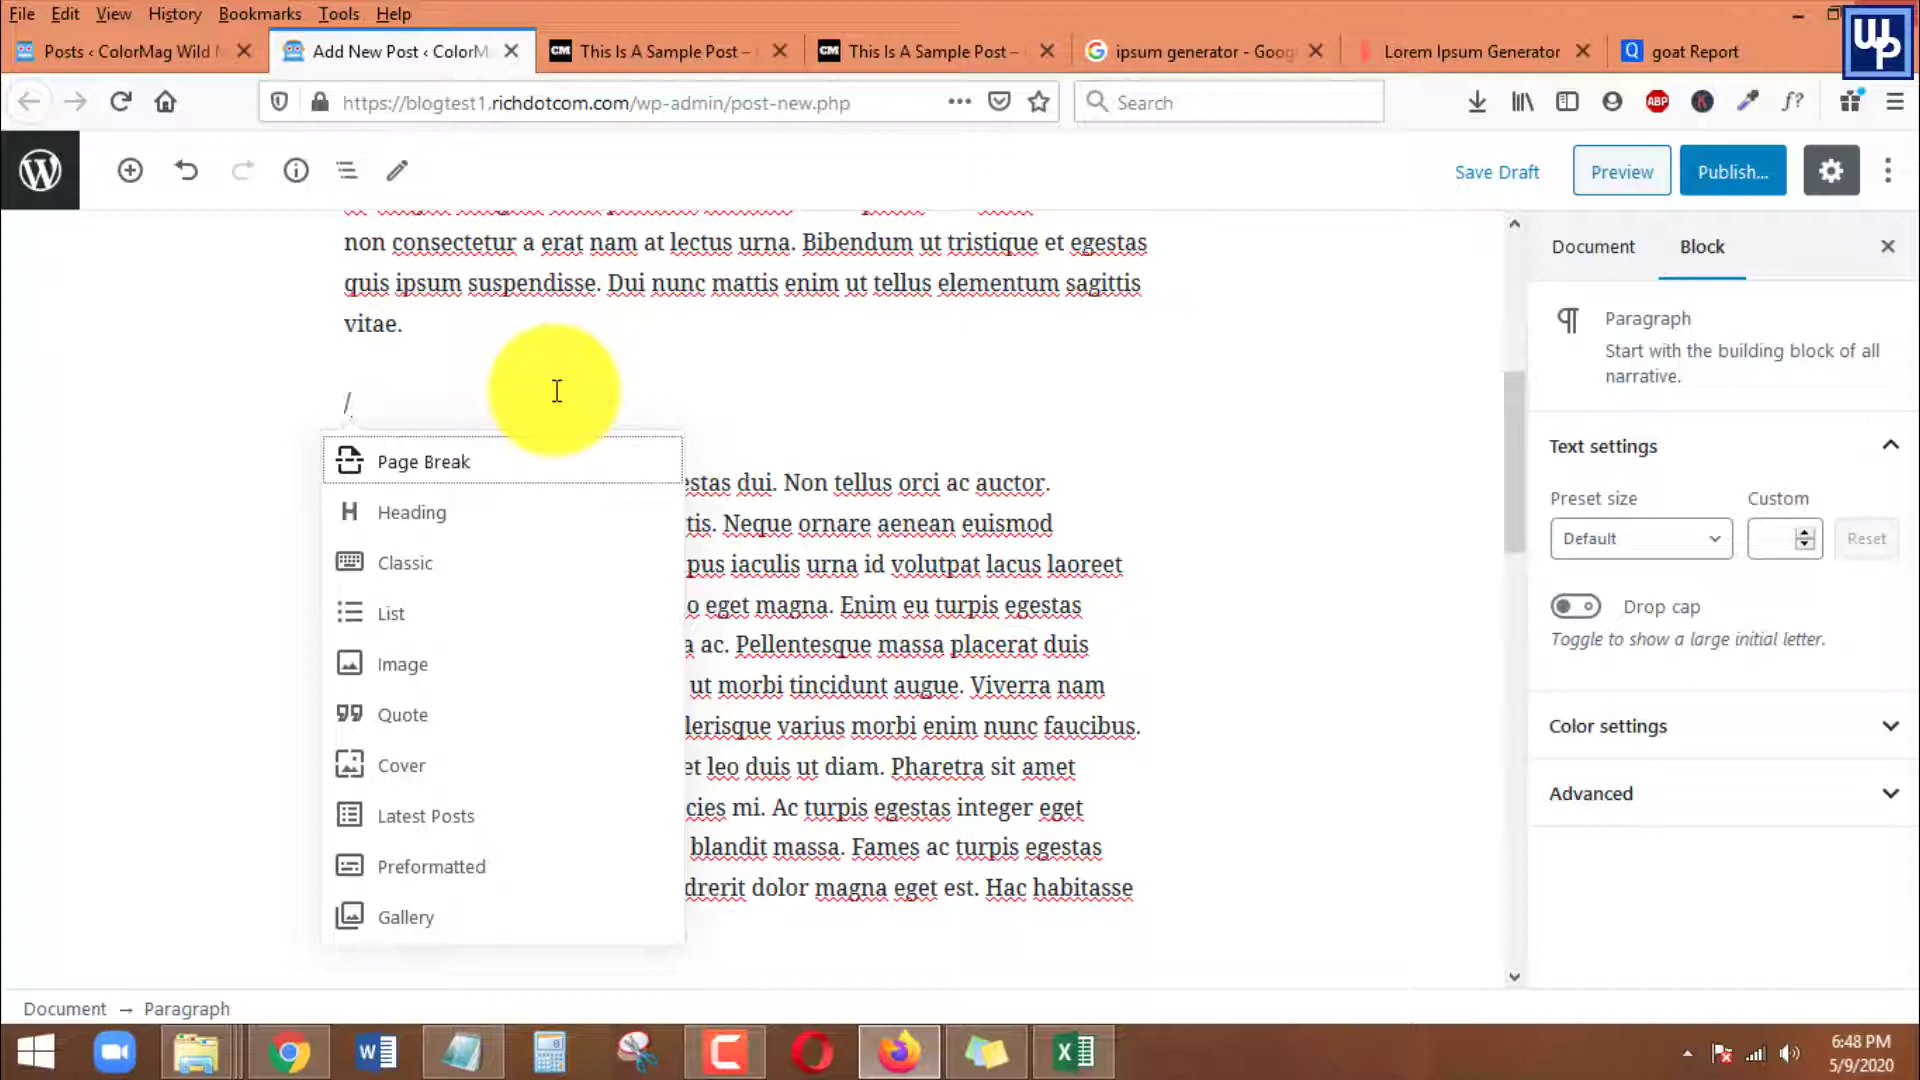 File Edit View History Bookmarks Tools Help
Posts ‹ ColorMag Wild
Add New Post ‹ ColorM
CM This Is A Sample Post –
CM This Is A Sample Post –
G ipsum generator - Goog
Lorem Ipsum Generator
Q goat Report
Wp
https://blogtest1.richdotcom.com/wp-admin/post-new.php
Search
ABP
K
f?
W
Save Draft
Preview
Publish...
non consectetur a erat nam at lectus urna. Bibendum ut tristique et egestas
quis ipsum suspendisse. Dui nunc mattis enim ut tellus elementum sagittis
vitae.
/
Page Break
H Heading
Classic
List
Image
Quote
Cover
Latest Posts
Preformatted
Gallery
estas dui. Non tellus orci ac auctor.
tis. Neque ornare aenean euismod
pus iaculis urna id volutpat lacus laoreet
o eget magna. Enim eu turpis egestas
a ac. Pellentesque massa placerat duis
ut morbi tincidunt augue. Viverra nam
lerisque varius morbi enim nunc faucibus.
et leo duis ut diam. Pharetra sit amet
cies mi. Ac turpis egestas integer eget
blandit massa. Fames ac turpis egestas
drerit dolor magna eget est. Hac habitasse
Document
Block
Paragraph
Start with the building block of all
narrative.
Text settings
Preset size
Custom
Default
Reset
Drop cap
Toggle to show a large initial letter.
Color settings
Advanced
Document → Paragraph
6:48 PM
5/9/2020